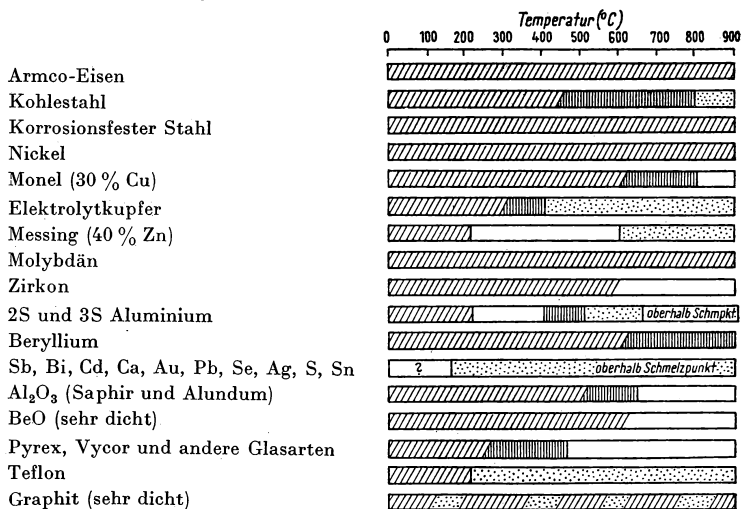 Temperatur (°C)
0 100 200 300 400 500 600 700 800 900
Armco-Eisen
Kohlestahl
Korrosionsfester Stahl
Nickel
Monel (30 % Cu)
Elektrolytkupfer
Messing (40 % Zn)
Molybdän
Zirkon
2S und 3S Aluminium oberhalb Schmpkt.
Beryllium
Sb, Bi, Cd, Ca, Au, Pb, Se, Ag, S, Sn ? oberhalb Schmelzpunkt
Al₂O₃ (Saphir und Alundum)
BeO (sehr dicht)
Pyrex, Vycor und andere Glasarten
Teflon
Graphit (sehr dicht)